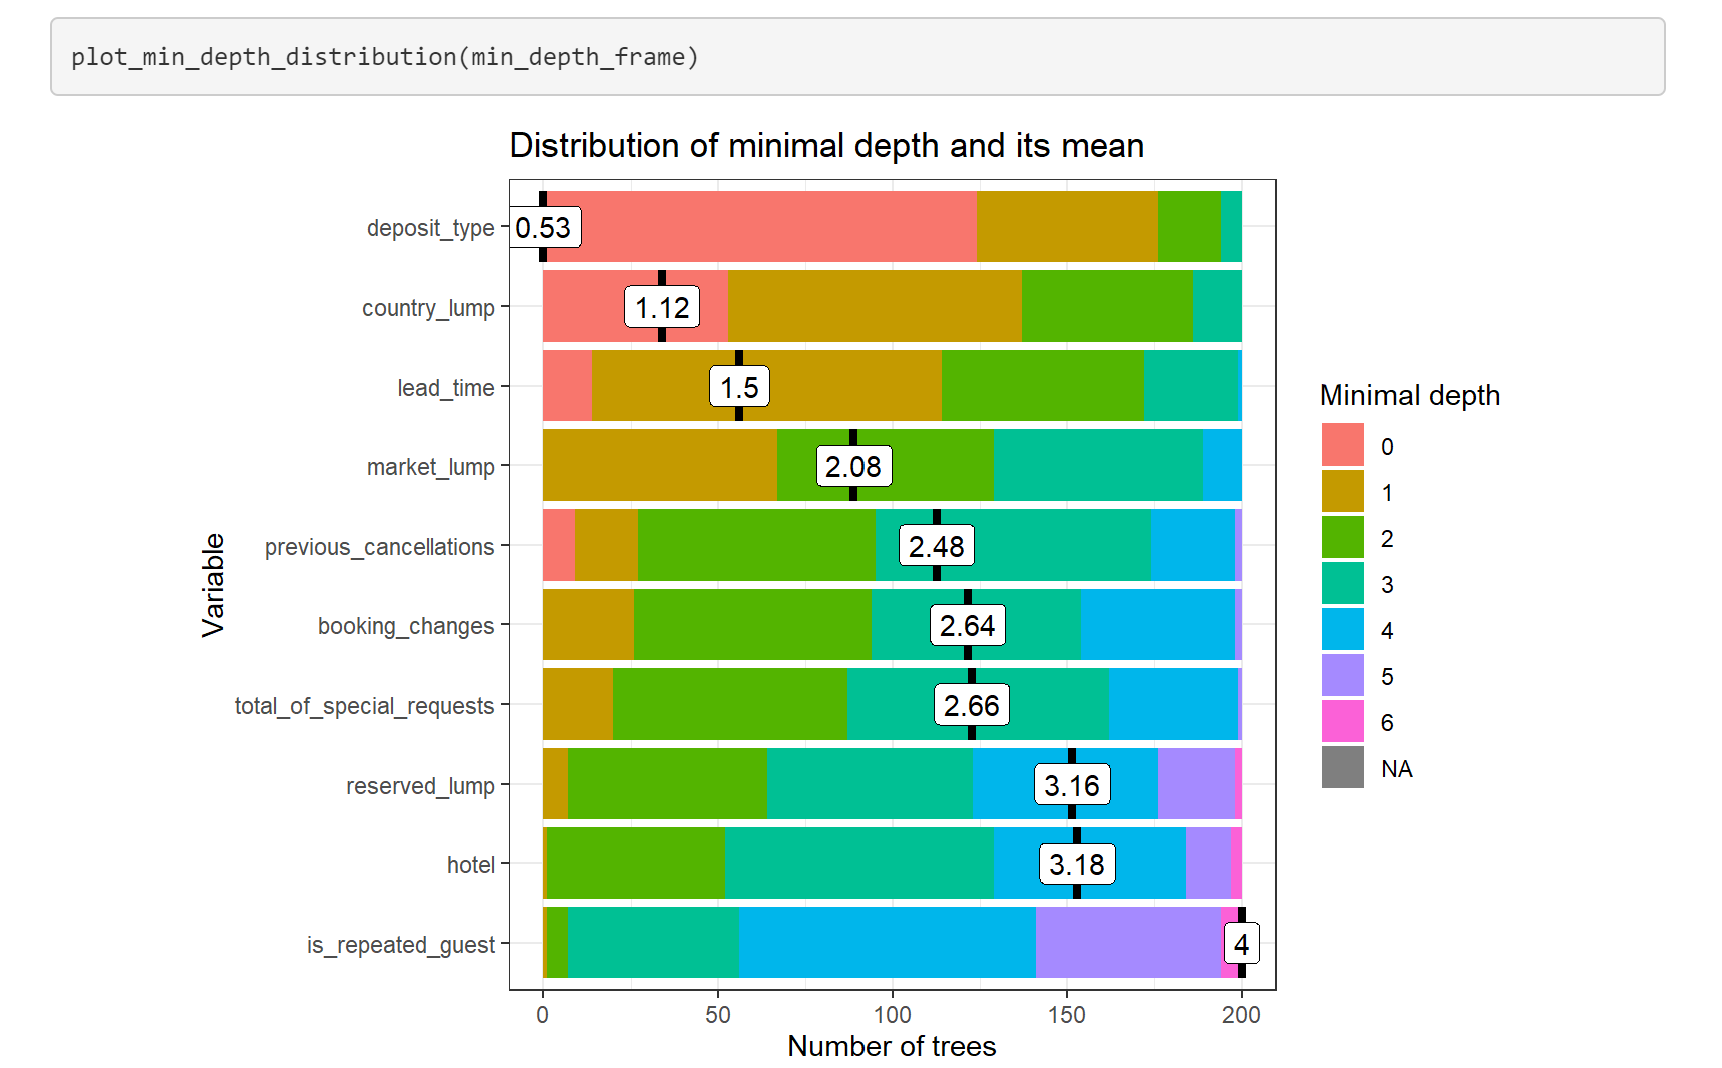 plot_min_depth_distribution(min_depth_frame)
Distribution of minimal depth and its mean
Variable
deposit_type
0.53
country_lump
1.12
lead_time
1.5
market_lump
2.08
previous_cancellations
2.48
booking_changes
2.64
total_of_special_requests
2.66
reserved_lump
3.16
hotel
3.18
is_repeated_guest
4
0 50 100 150 200
Number of trees
Minimal depth
0
1
2
3
4
5
6
NA